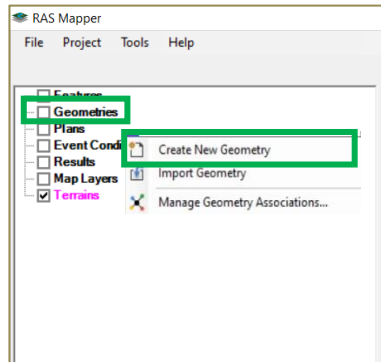 RAS Mapper
File Project Tools Help
Features
Geometries
Plans
Event Condi
Results
Map Layers
Terrains
Create New Geometry
Import Geometry
Manage Geometry Associations...